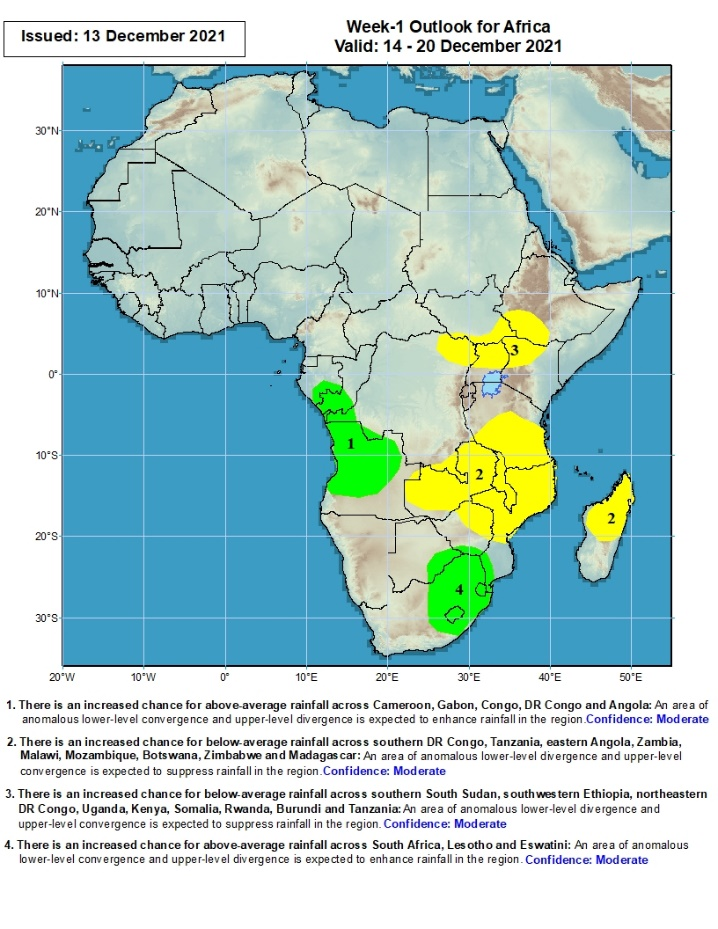 Issued: 13 December 2021
Week-1 Outlook for Africa
Valid: 14 - 20 December 2021
30°N
20°N
10°N
0°
10°S
20°S
30°S
3
1
2
2
4
20°W
10°W
0°
10°E
20°E
30°E
40°E
50°E
1. There is an increased chance for above-average rainfall across Cameroon, Gabon, Congo, DR Congo and Angola: An area of
anomalous lower-level convergence and upper-level divergence is expected to enhance rainfall in the region.Confidence: Moderate
2. There is an increased chance for below-average rainfall across southern DR Congo, Tanzania, eastern Angola, Zambia,
Malawi, Mozambique, Botswana, Zimbabwe and Madagascar: An area of anomalous lower-level divergence and upper-level
convergence is expected to suppress rainfall in the region.Confidence: Moderate
3. There is an increased chance for below-average rainfall across southern South Sudan, southwestern Ethiopia, northeastern
DR Congo, Uganda, Kenya, Somalia, Rwanda, Burundi and Tanzania: An area of anomalous lower-level divergence and
upper-level convergence is expected to suppress rainfall in the region. Confidence: Moderate
4. There is an increased chance for above-average rainfall across South Africa, Lesotho and Eswatini: An area of anomalous
lower-level convergence and upper-level divergence is expected to enhance rainfall in the region. Confidence: Moderate